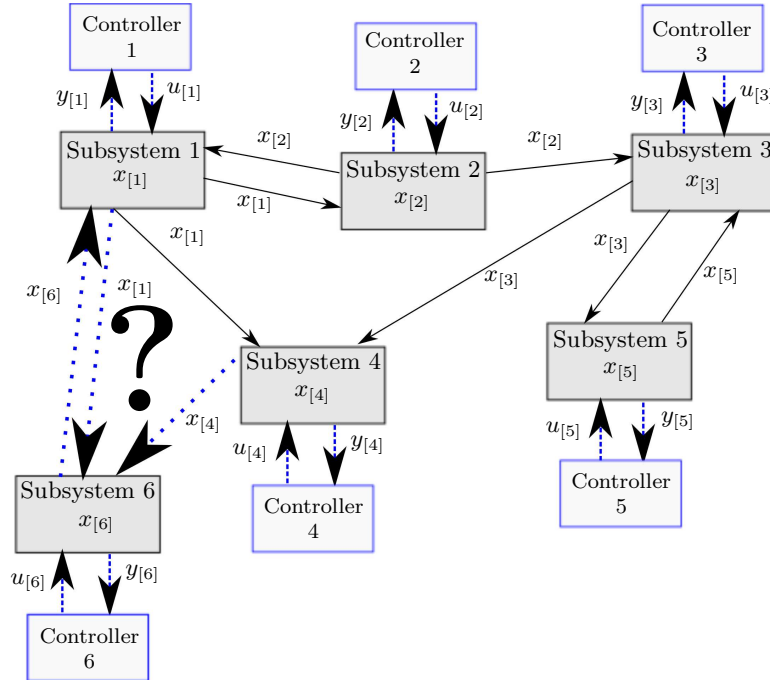 Controller
1
y[1]
u[1]
Controller
2
y[2]
u[2]
Controller
3
y[3]
u[3]
Subsystem 1
x[1]
x[2]
x[1]
Subsystem 2
x[2]
x[2]
Subsystem 3
x[3]
x[6]
x[1]
x[1]
x[3]
x[3]
x[5]
?
Subsystem 4
x[4]
x[4]
Subsystem 5
x[5]
u[4]
y[4]
u[5]
y[5]
Subsystem 6
x[6]
Controller
4
Controller
5
u[6]
y[6]
Controller
6